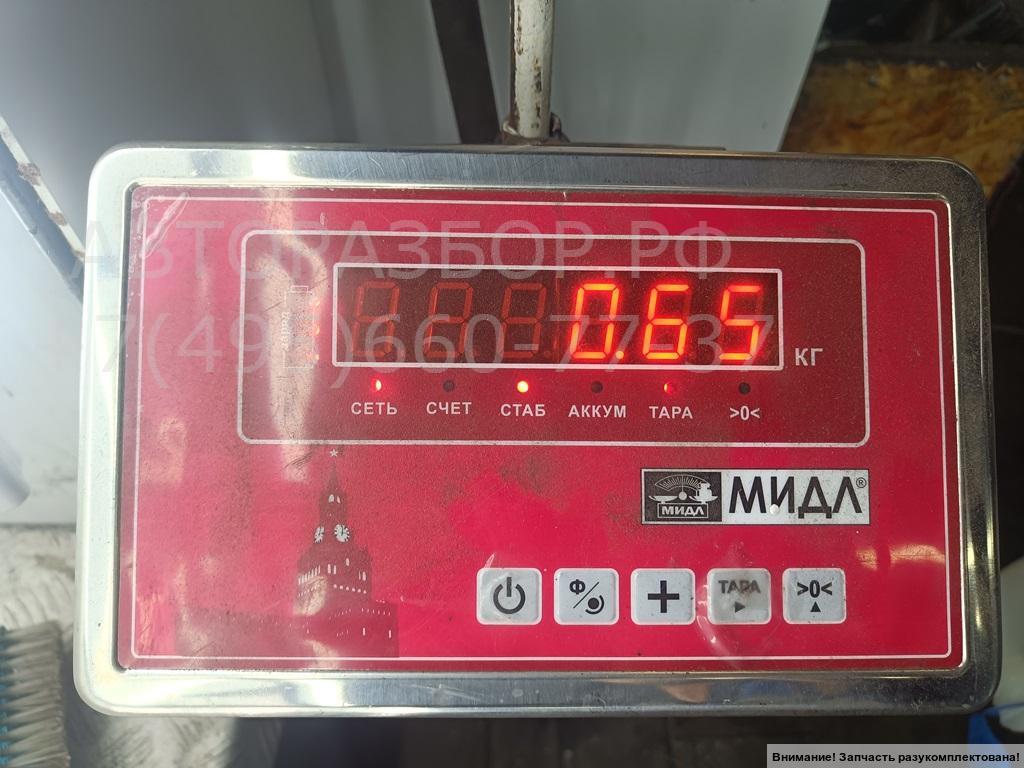 АВТОРАЗБОР.РФ
0.65
КГ
СЕТЬ СЧЕТ СТАБ АККУМ ТАРА >0<
МИДЛ МИДЛ®
Ф ТАРА >0<
Внимание! Запчасть разукомплектована!